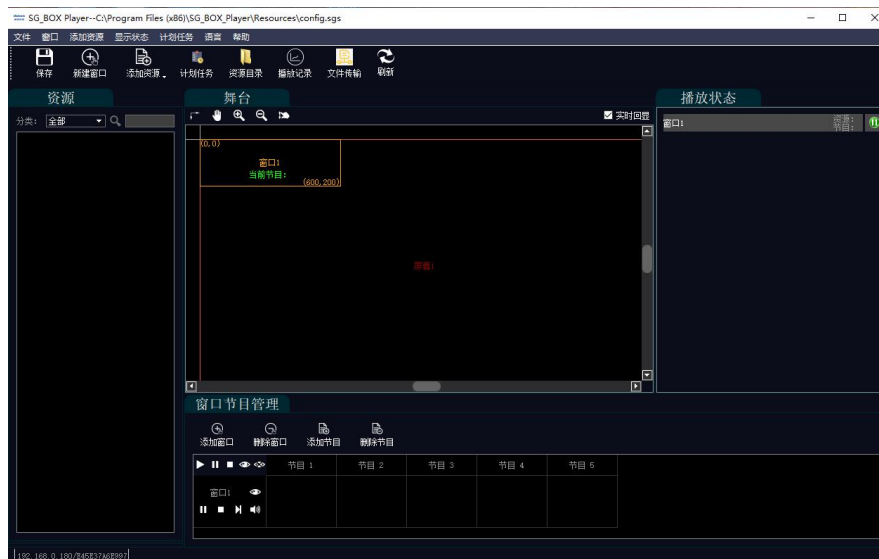 SG_BOX Player--C:\Program Files (x86)\SG_BOX_Player\Resources\config.sgs
文件 窗口 添加资源 显示状态 计划任务 语言 帮助
保存 新建窗口 添加资源 计划任务 资源目录 播放记录 文件传输 刷新
资源 舞台 播放状态
分类: 全部
实时回显
窗口1: 资源:
节目:
(0,0)
窗口1
当前节目:
(600,200)
窗口节目管理
添加窗口 删除窗口 添加节目 删除节目
节目 1 节目 2 节目 3 节目 4 节目 5
窗口1
192.168.0.180/E45E37A6E997